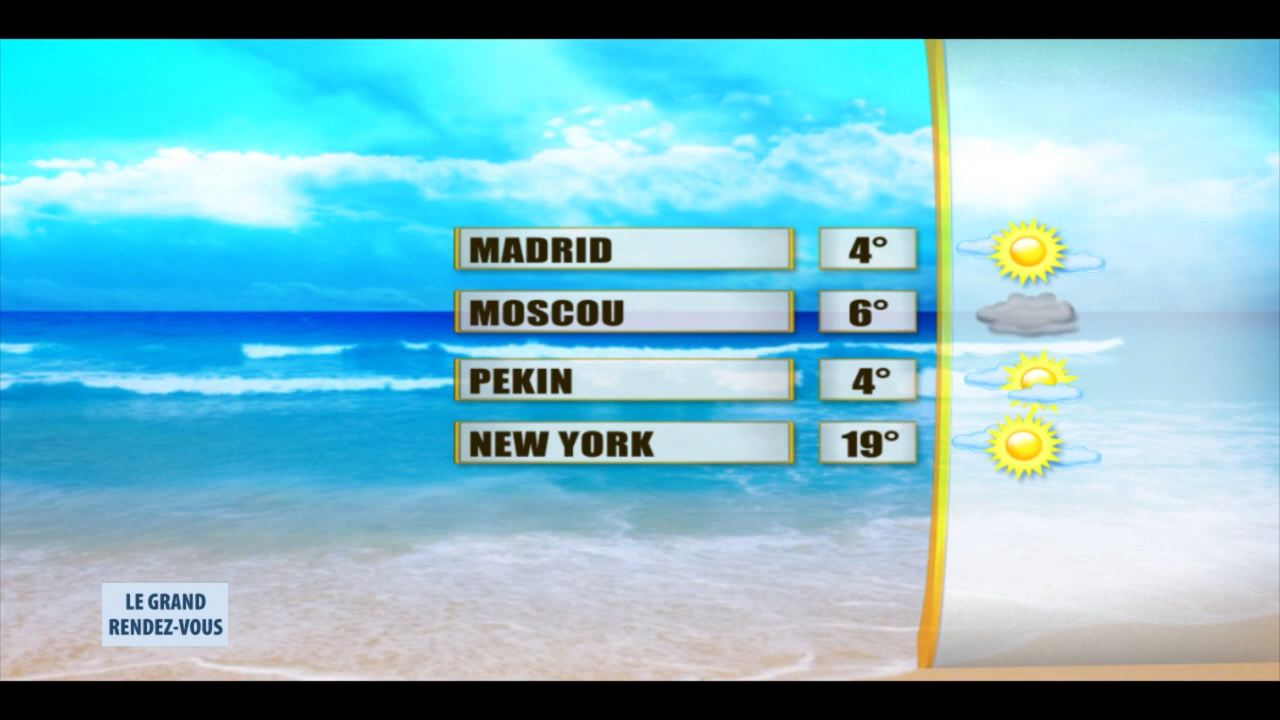 MADRID 4°
MOSCOU 6°
PEKIN 4°
NEW YORK 19°
LE GRAND
RENDEZ-VOUS